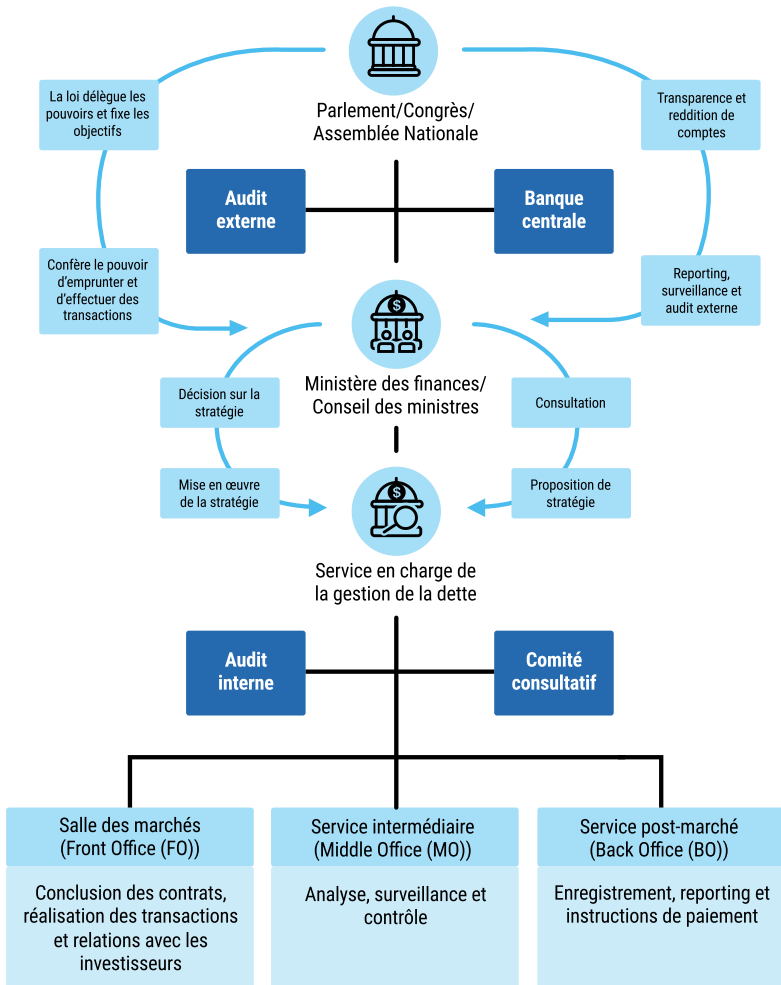 Parlement/Congrès/
Assemblée Nationale
La loi délègue les
pouvoirs et fixe les
objectifs
Transparence et
reddition de
comptes
Audit
externe
Banque
centrale
Confère le pouvoir
d'emprunter et
d'effectuer des
transactions
Reporting,
surveillance et
audit externe
$
Ministère des finances/
Conseil des ministres
Décision sur la
stratégie
Consultation
Mise en œuvre
de la stratégie
Proposition de
stratégie
$
Service en charge de
la gestion de la dette
Audit
interne
Comité
consultatif
Salle des marchés
(Front Office (FO))
Conclusion des contrats,
réalisation des transactions
et relations avec les
investisseurs
Service intermédiaire
(Middle Office (MO))
Analyse, surveillance et
contrôle
Service post-marché
(Back Office (BO))
Enregistrement, reporting et
instructions de paiement